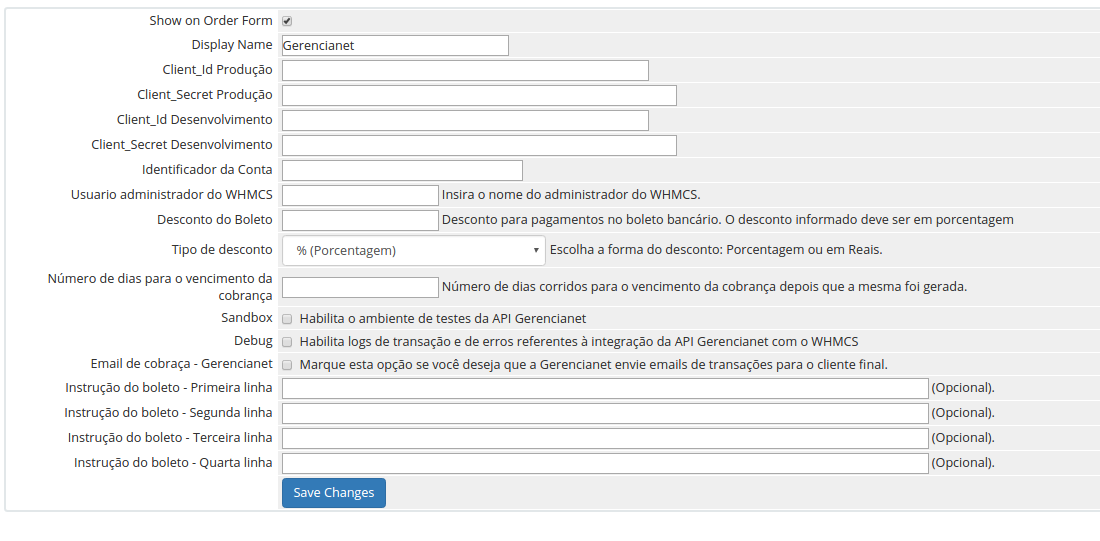 Show on Order Form
Display Name Gerencianet
Client_Id Produção
Client_Secret Produção
Client_Id Desenvolvimento
Client_Secret Desenvolvimento
Identificador da Conta
Usuario administrador do WHMCS Insira o nome do administrador do WHMCS.
Desconto do Boleto Desconto para pagamentos no boleto bancário. O desconto informado deve ser em porcentagem
Tipo de desconto % (Porcentagem) Escolha a forma do desconto: Porcentagem ou em Reais.
Número de dias para o vencimento da
cobrança Número de dias corridos para o vencimento da cobrança depois que a mesma foi gerada.
Sandbox Habilita o ambiente de testes da API Gerencianet
Debug Habilita logs de transação e de erros referentes à integração da API Gerencianet com o WHMCS
Email de cobraça - Gerencianet Marque esta opção se você deseja que a Gerencianet envie emails de transações para o cliente final.
Instrução do boleto - Primeira linha (Opcional).
Instrução do boleto - Segunda linha (Opcional).
Instrução do boleto - Terceira linha (Opcional).
Instrução do boleto - Quarta linha (Opcional).
Save Changes